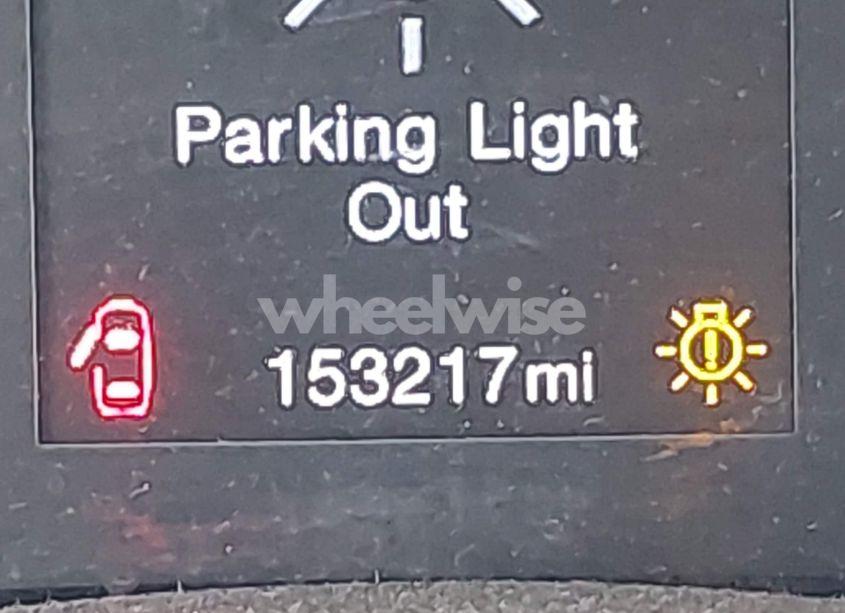 Parking Light
Out
wheelwise
153217mi